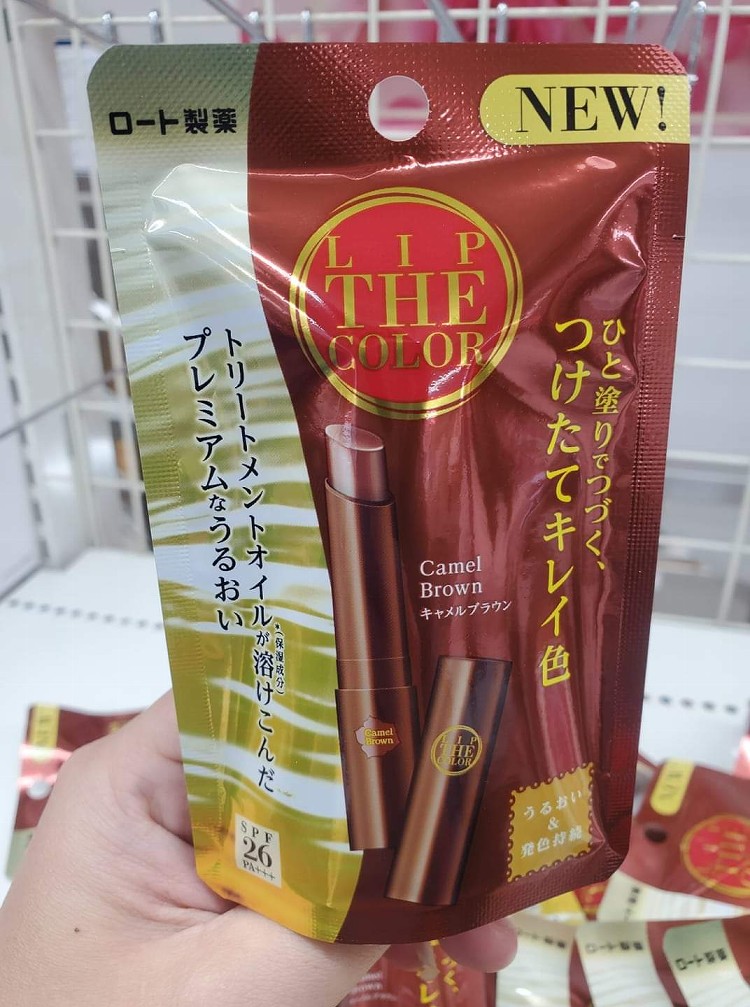 ロート製薬
NEW!
LIP
THE
COLOR
ひと塗りでつづく、
つけたてキレイ色
トリートメントオイル*(保湿成分)が溶けこんだ
プレミアムなうるおい
Camel
Brown
キャメルブラウン
Camel
Brown
LIP
THE
COLOR
うるおい
&
発色持続
SPF
26
PA+++